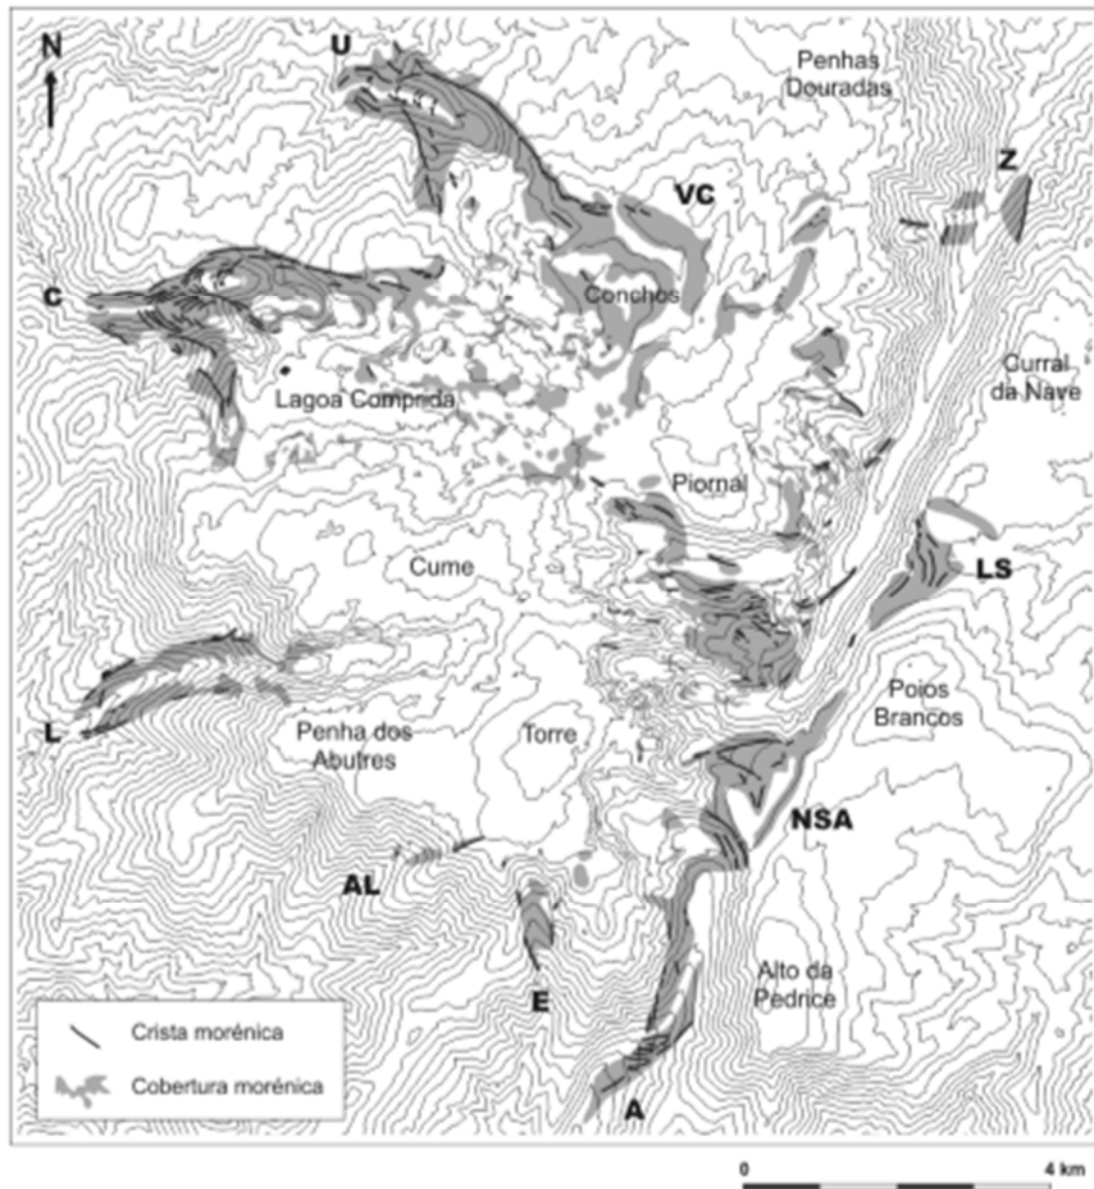 N
U
Penhas
Douradas
Z
VC
C
Conchos
Curral
da Nave
Lagoa Comprida
Piornal
Cume
LS
Poios
Brancos
L
Penha dos
Abutres
Torre
NSA
AL
Alto da
Pedrice
E
Crista morénica
Cobertura morénica
A
0 4 km